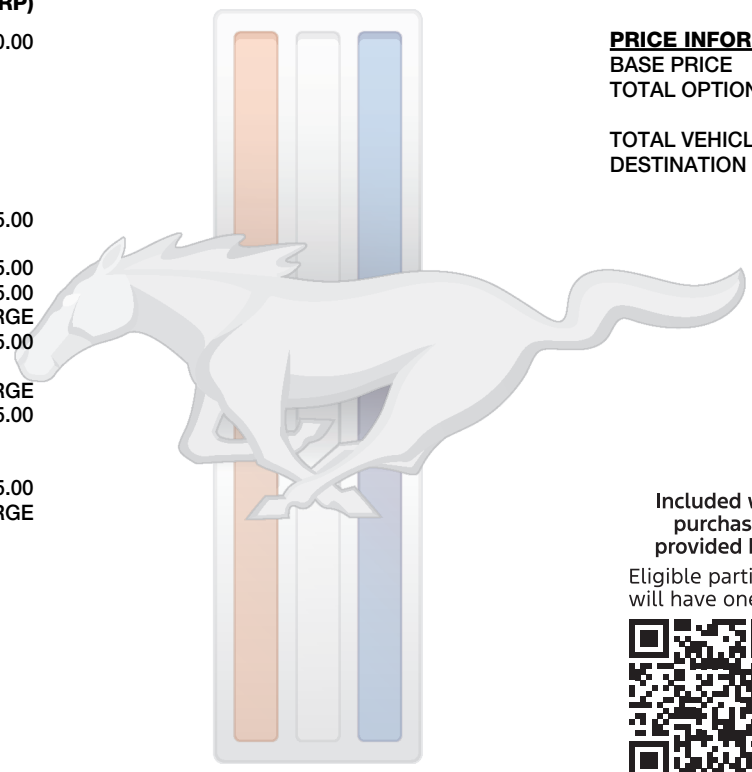 RP)
0.00
5.00
5.00
5.00
RGE
5.00
RGE
5.00
5.00
RGE
PRICE INFOR
BASE PRICE
TOTAL OPTION
TOTAL VEHICL
DESTINATION
Included w
purchas
provided b
Eligible parti
will have one